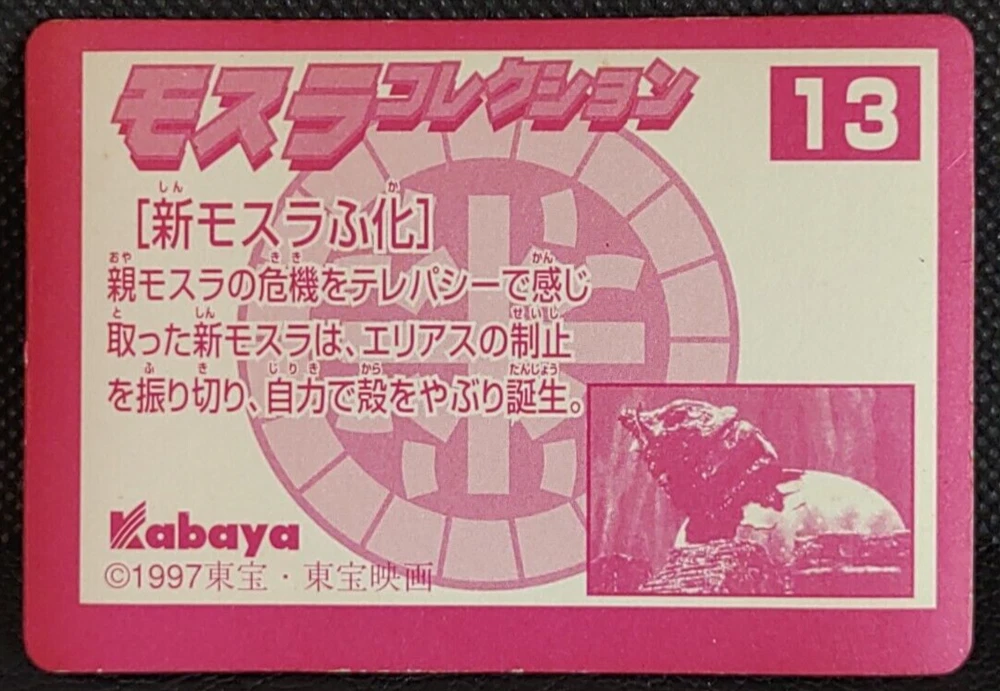 モスラコレクション
13
[新モスラふ化]
親モスラの危機をテレパシーで感じ
取った新モスラは、エリアスの制止
を振り切り、自力で殻をやぶり誕生。
Kabaya
©1997東宝・東宝映画